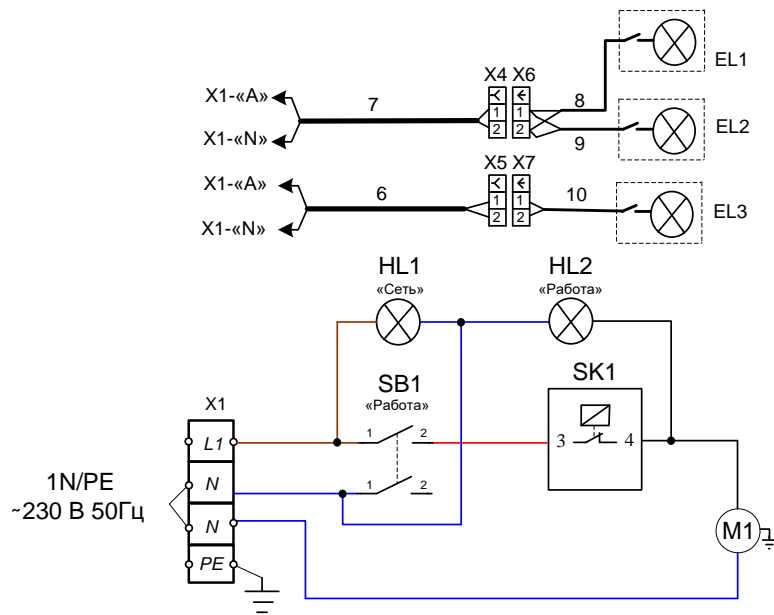 X4 X6
EL1
X1-«A»
7
1 1
8
2 2
X1-«N»
9
EL2
X5 X7
X1-«A»
6
1 1
10
2 2
X1-«N»
EL3
HL1
«Сеть»
HL2
«Работа»
SB1
«Работа»
SK1
X1
L1
1 2
3 4
N
1 2
1N/PE
~230 В 50Гц
N
M1
PE